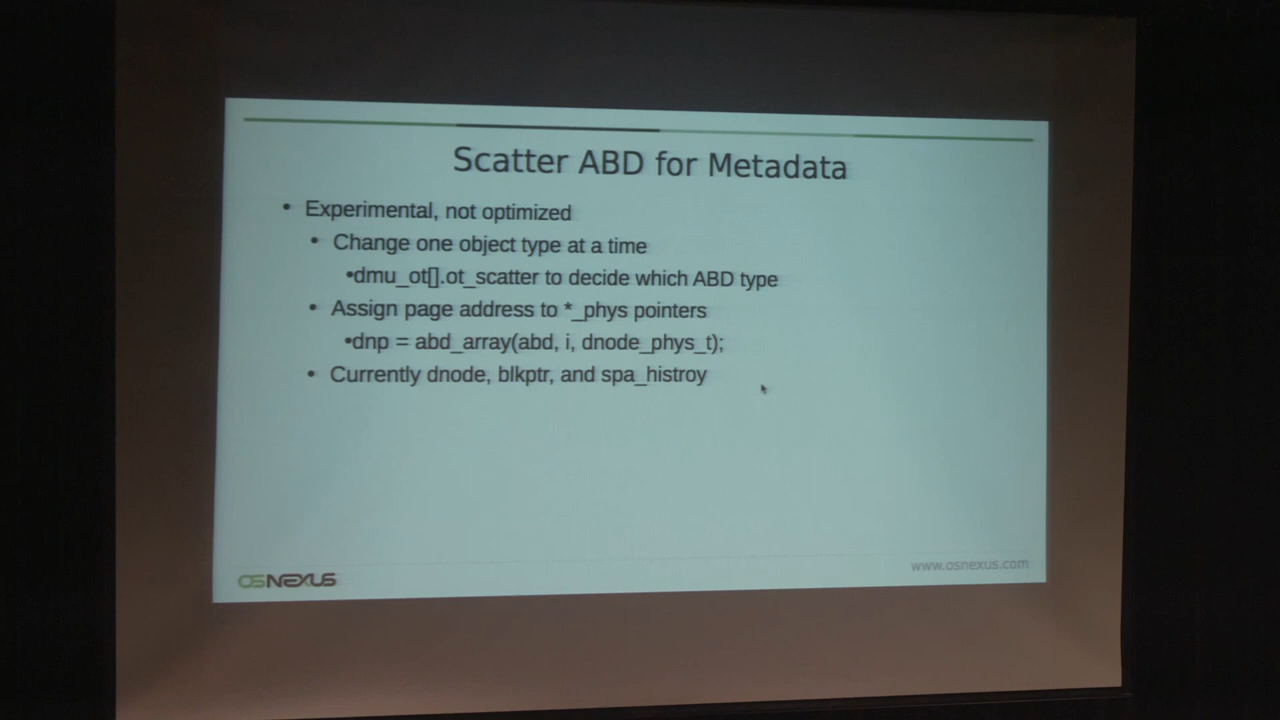 Scatter ABD for Metadata
• Experimental, not optimized
• Change one object type at a time
•dmu_ot[].ot_scatter to decide which ABD type
• Assign page address to *_phys pointers
•dnp = abd_array(abd, i, dnode_phys_t);
• Currently dnode, blkptr, and spa_histroy
OSNEXUS
www.osnexus.com